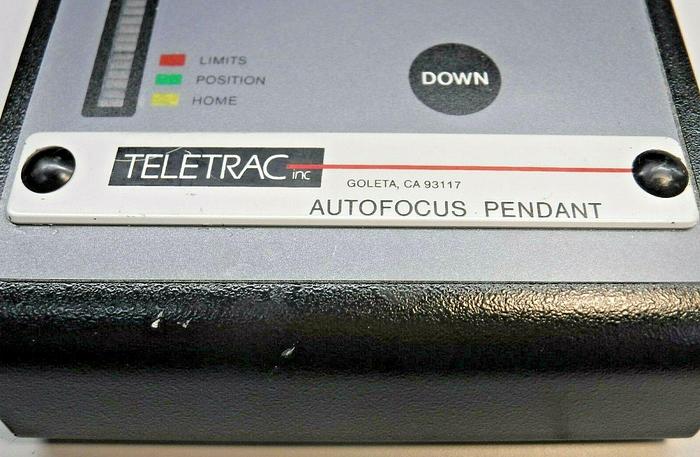 LIMITS
POSITION
HOME
DOWN
TELETRAC inc
GOLETA, CA 93117
AUTOFOCUS PENDANT